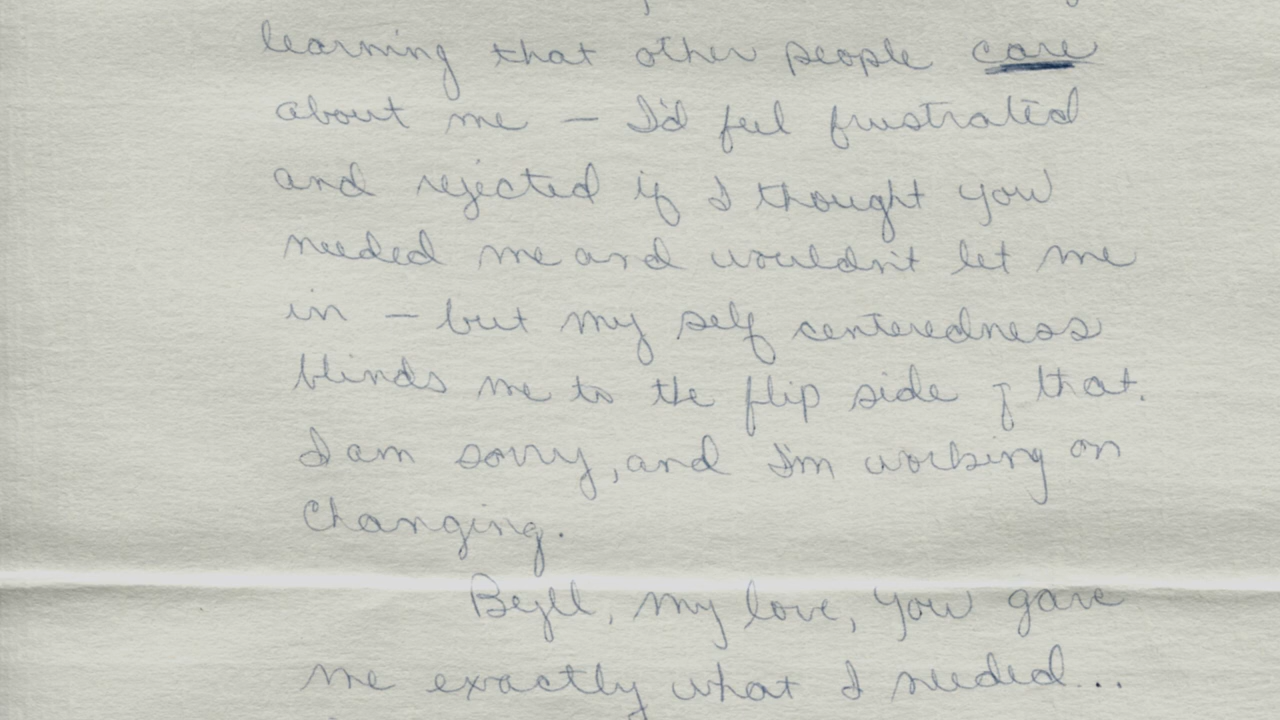 learning that other people care
about me — I'd feel frustrated
and rejected if I thought you
needed me and wouldn't let me
in — but my self centeredness
blinds me to the flip side of that.
I am sorry, and I'm working on
changing.
my love, you gave
me exactly what I needed...